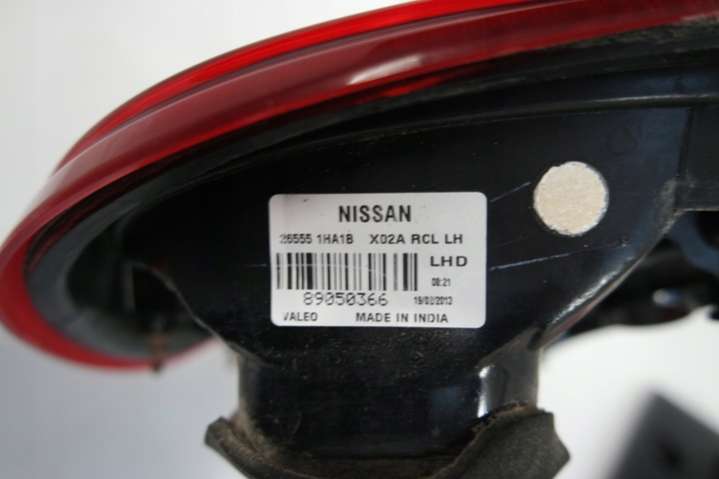 NISSAN
26555 1HA1B X02A RCL LH
LHD
08:21
89050366 19/03/2013
VALEO MADE IN INDIA